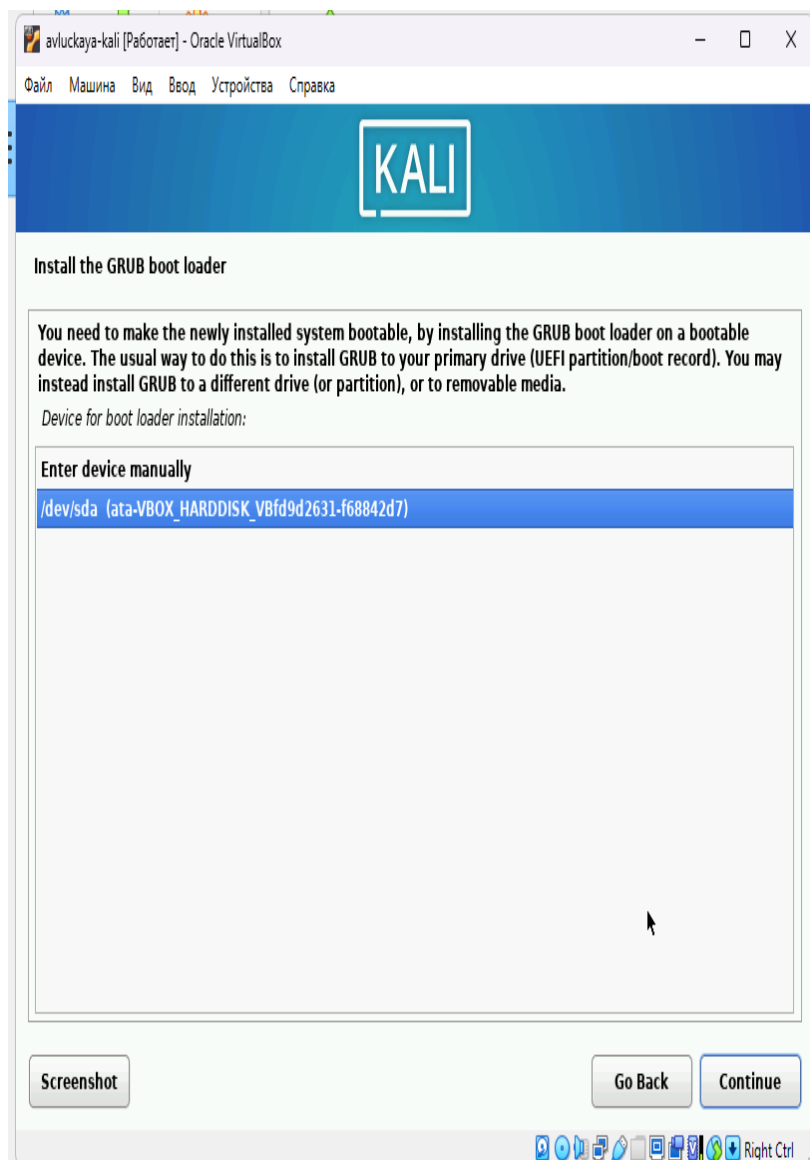 avluckaya-kali [Работает] - Oracle VirtualBox
Файл Машина Вид Ввод Устройства Справка
KALI
Install the GRUB boot loader
You need to make the newly installed system bootable, by installing the GRUB boot loader on a bootable
device. The usual way to do this is to install GRUB to your primary drive (UEFI partition/boot record). You may
instead install GRUB to a different drive (or partition), or to removable media.
Device for boot loader installation:
Enter device manually
/dev/sda (ata-VBOX_HARDDISK_VBfd9d2631-f68842d7)
Screenshot
Go Back
Continue
Right Ctrl